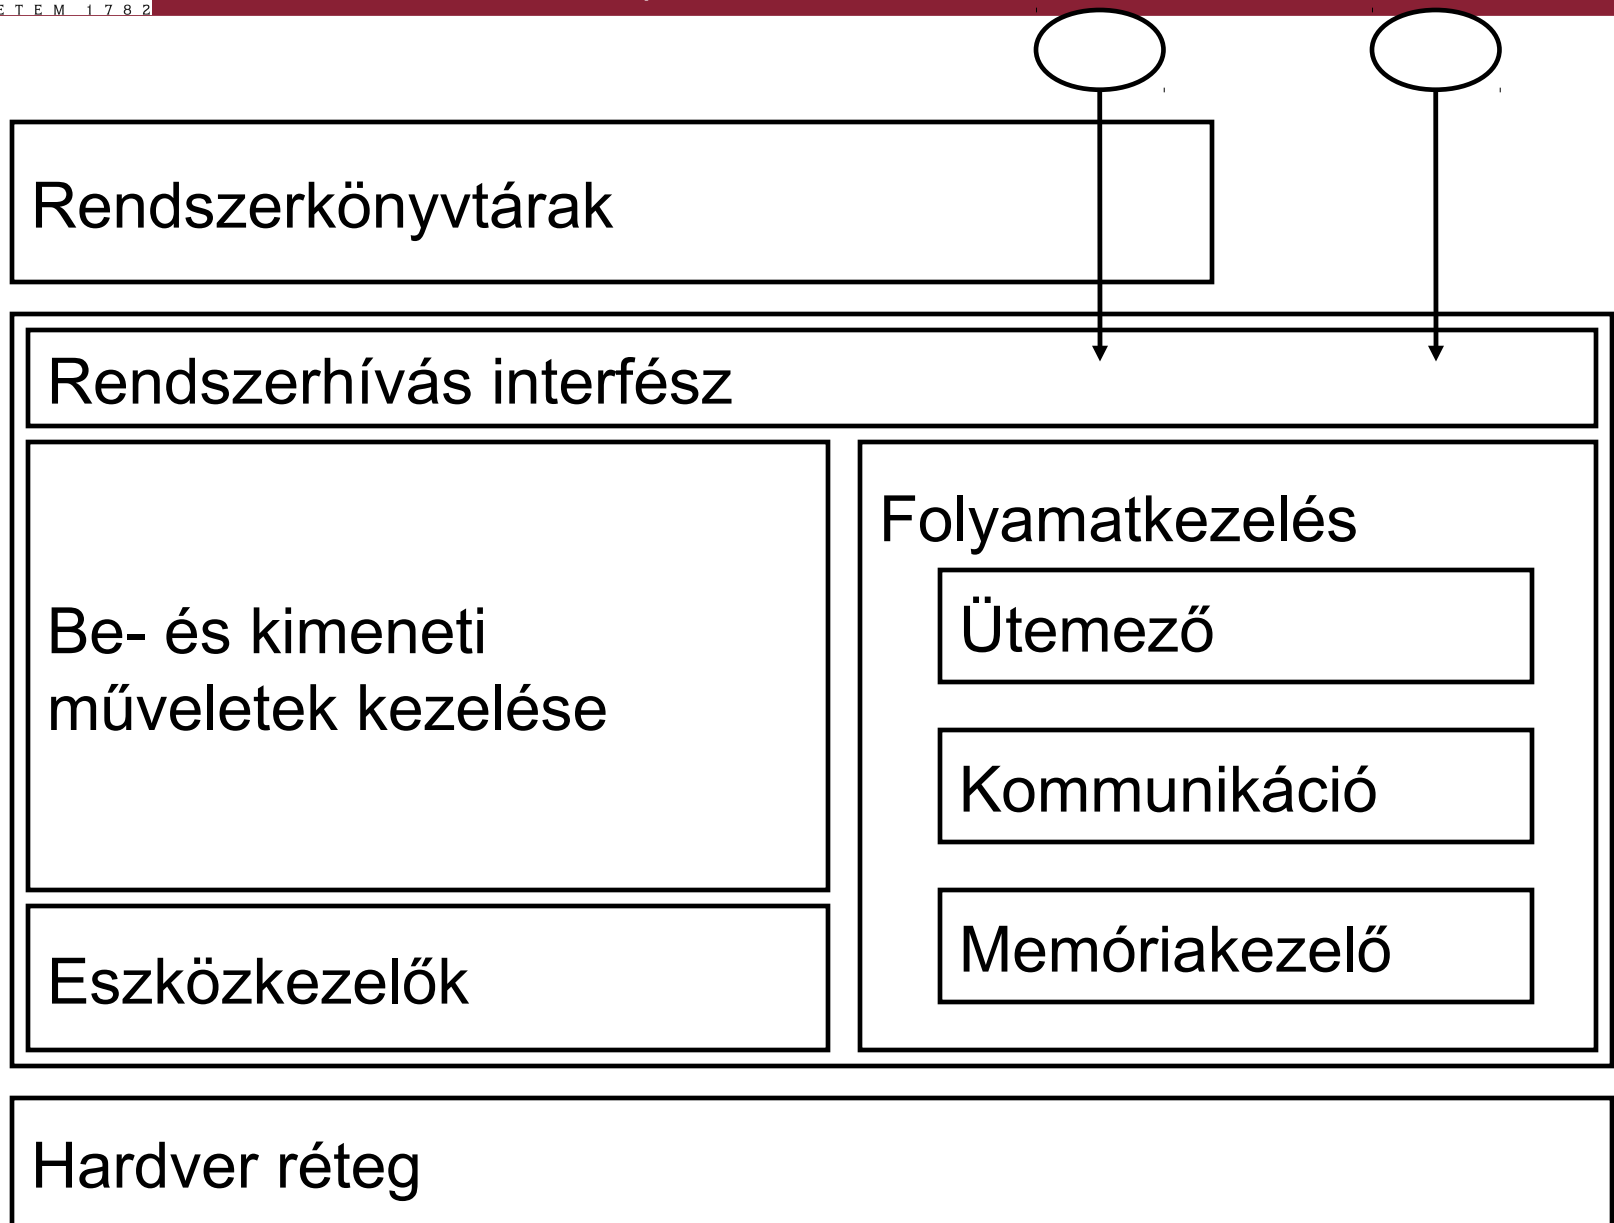 ETEM 1782
Rendszerkönyvtárak
Rendszerhívás interfész
Be- és kimeneti
műveletek kezelése
Eszközkezelők
Folyamatkezelés
Ütemező
Kommunikáció
Memóriakezelő
Hardver réteg